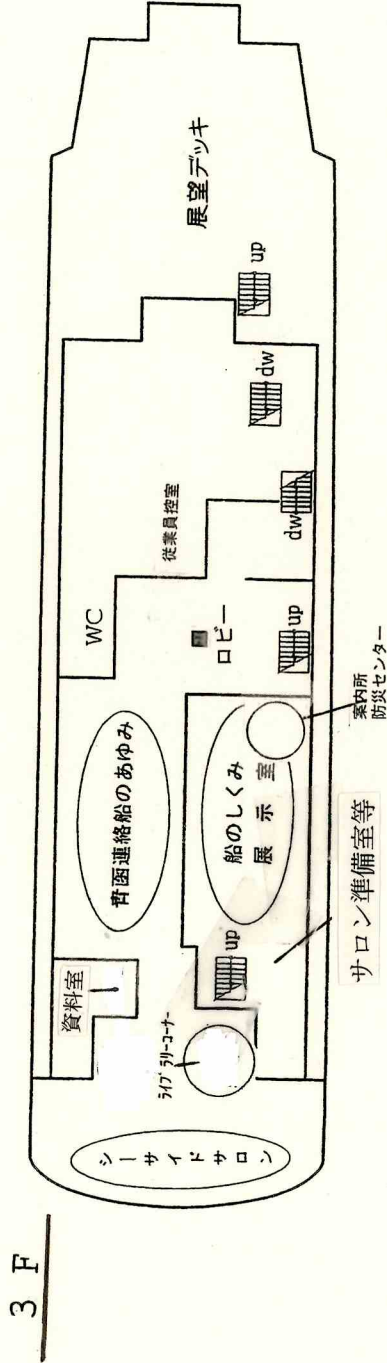 3 F
シーサイドサロン
ライブラリーコーナー
資料室
青函連絡船のあゆみ
船のしくみ
展示室
up
サロン準備室等
案内所
防災センター
WC
ロビー
up
従業員控室
dw
dw
up
展望デッキ